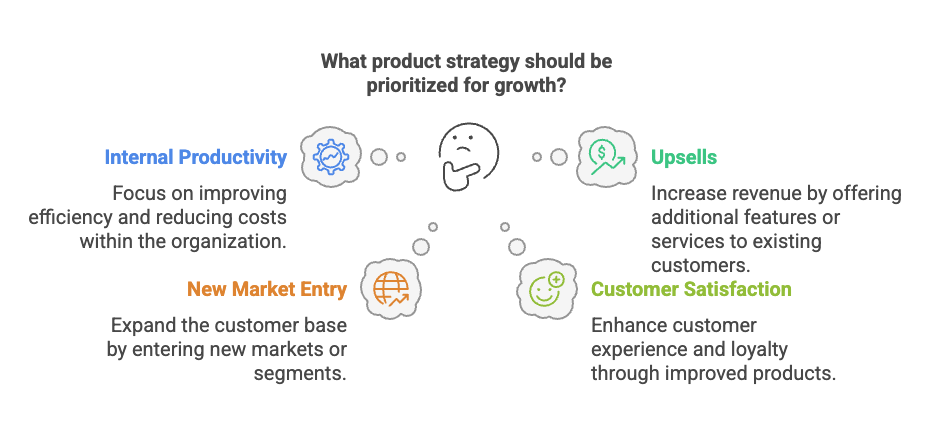 What product strategy should be
prioritized for growth?
Internal Productivity
Focus on improving
efficiency and reducing costs
within the organization.
Upsells
Increase revenue by offering
additional features or
services to existing
customers.
New Market Entry
Expand the customer base
by entering new markets or
segments.
Customer Satisfaction
Enhance customer
experience and loyalty
through improved products.
$